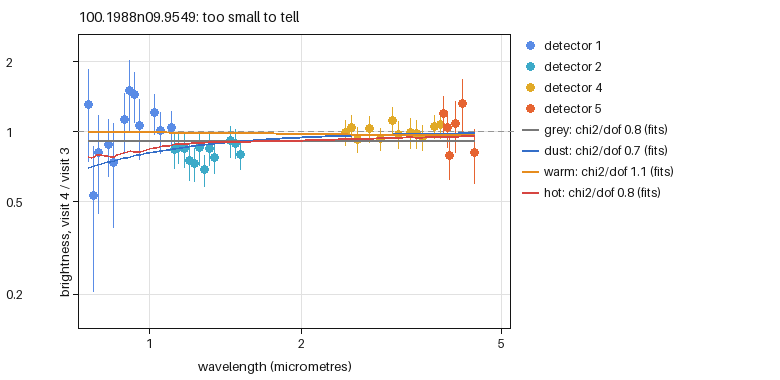 100.1988n09.9549: too small to tell
brightness, visit 4 / visit 3
2
1
0.5
0.2
1
2
5
wavelength (micrometres)
detector 1
detector 2
detector 4
detector 5
grey: chi2/dof 0.8 (fits)
dust: chi2/dof 0.7 (fits)
warm: chi2/dof 1.1 (fits)
hot: chi2/dof 0.8 (fits)